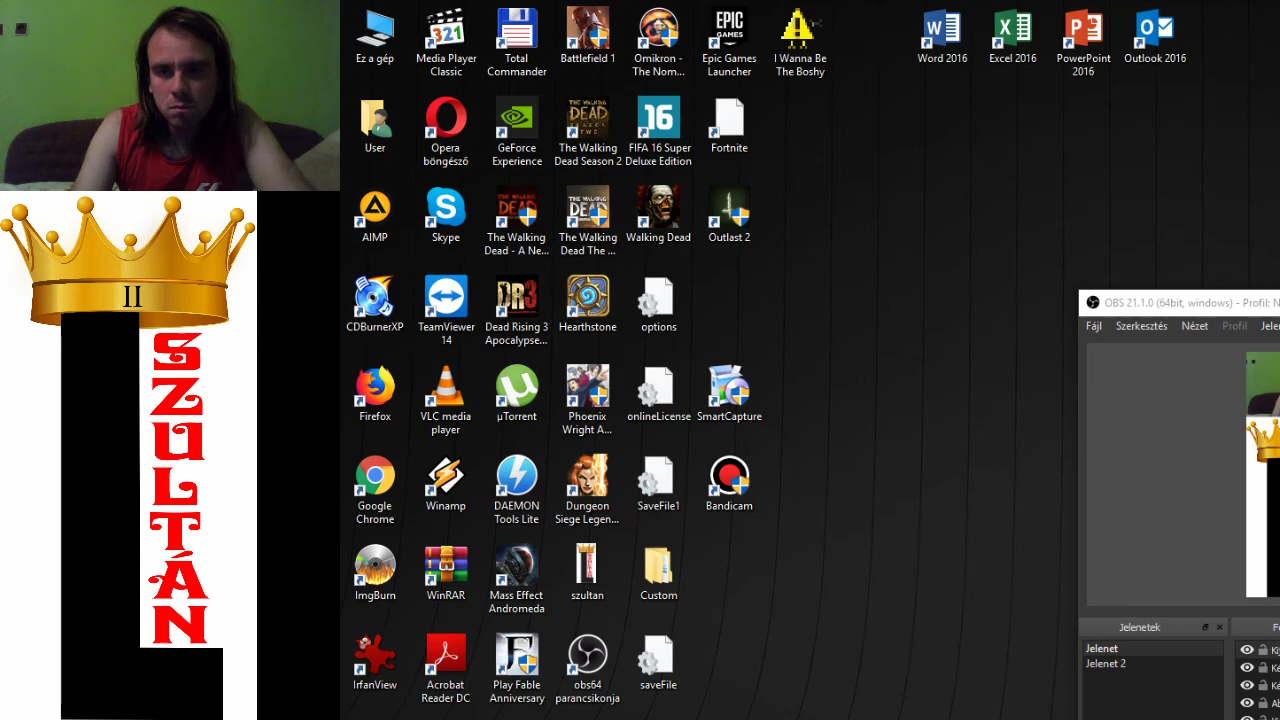 II
SZULTÁN
Ez a gép
Media Player
Classic
Total
Commander
Battlefield 1
Omikron -
The Nom...
EPIC
GAMES
Epic Games
Launcher
I Wanna Be
The Boshy
Word 2016
Excel 2016
PowerPoint
2016
Outlook 2016
User
Opera
böngésző
GeForce
Experience
THE WALKING
DEAD
SEASON
TWO
The Walking
Dead Season 2
16
FIFA 16 Super
Deluxe Edition
Fortnite
AIMP
Skype
The Walking
Dead - A Ne...
The Walking
Dead The ...
Walking Dead
Outlast 2
CDBurnerXP
TeamViewer
14
DR3
Dead Rising 3
Apocalypse...
Hearthstone
options
Firefox
VLC media
player
µTorrent
Phoenix
Wright A...
onlineLicense
SmartCapture
Google
Chrome
Winamp
DAEMON
Tools Lite
Dungeon
Siege Legen...
SaveFile1
Bandicam
ImgBurn
WinRAR
Mass Effect
Andromeda
szultan
Custom
IrfanView
Acrobat
Reader DC
Play Fable
Anniversary
obs64
parancsikonja
saveFile
OBS 21.1.0 (64bit, windows) - Profil: N
Fájl Szerkesztés Nézet Profil Jele
Jelenetek
Jelenet
Jelenet 2